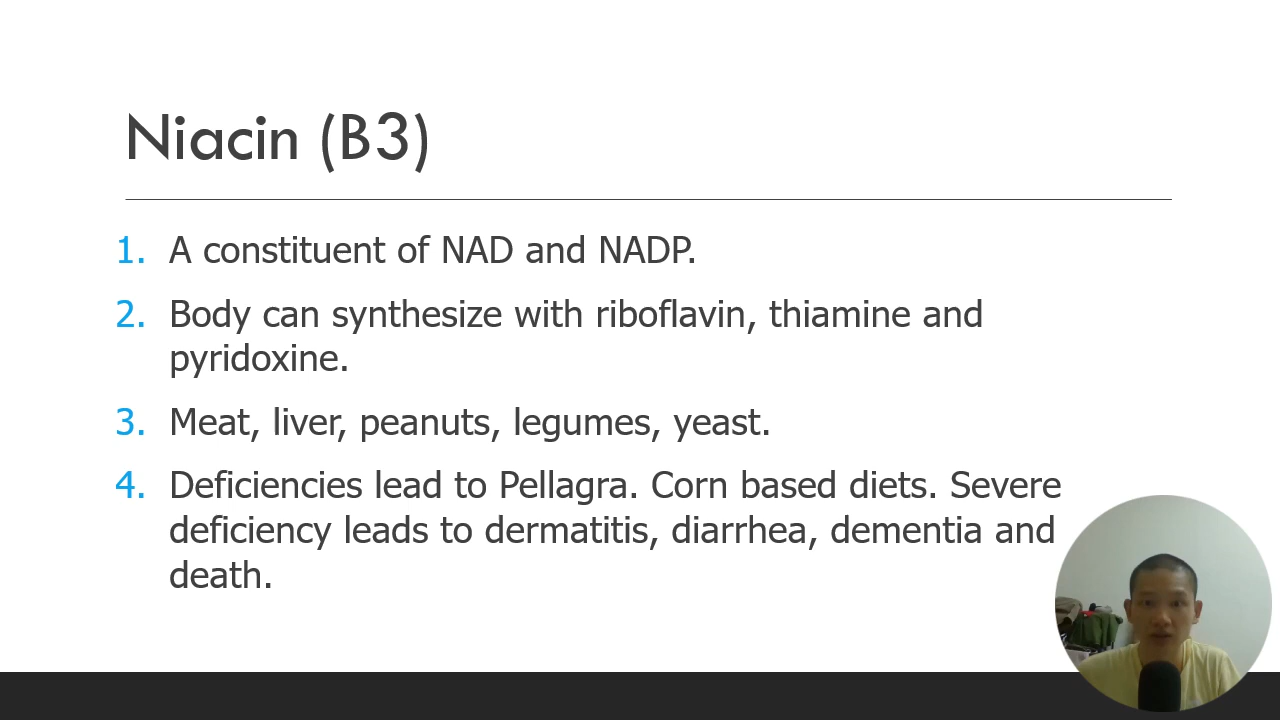 Niacin (B3)
1. A constituent of NAD and NADP.
2. Body can synthesize with riboflavin, thiamine and
pyridoxine.
3. Meat, liver, peanuts, legumes, yeast.
4. Deficiencies lead to Pellagra. Corn based diets. Severe
deficiency leads to dermatitis, diarrhea, dementia and
death.